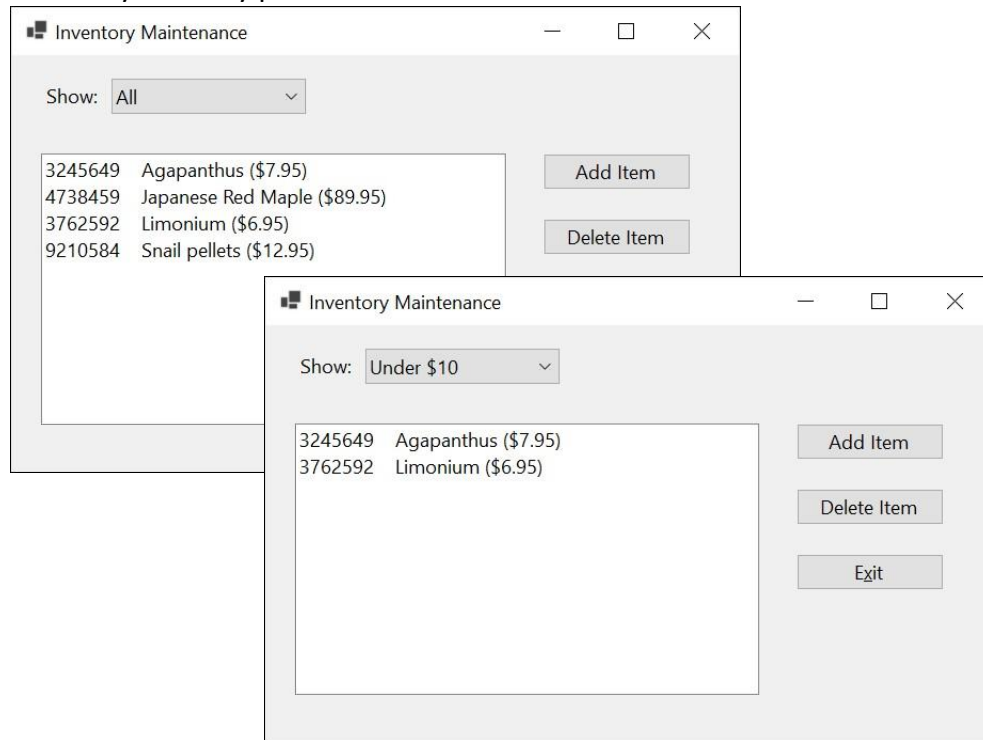 Inventory Maintenance
Show: All
3245649 Agapanthus ($7.95)
4738459 Japanese Red Maple ($89.95)
3762592 Limonium ($6.95)
9210584 Snail pellets ($12.95)
Add Item
Delete Item
Inventory Maintenance
Show: Under $10
3245649 Agapanthus ($7.95)
3762592 Limonium ($6.95)
Add Item
Delete Item
Exit